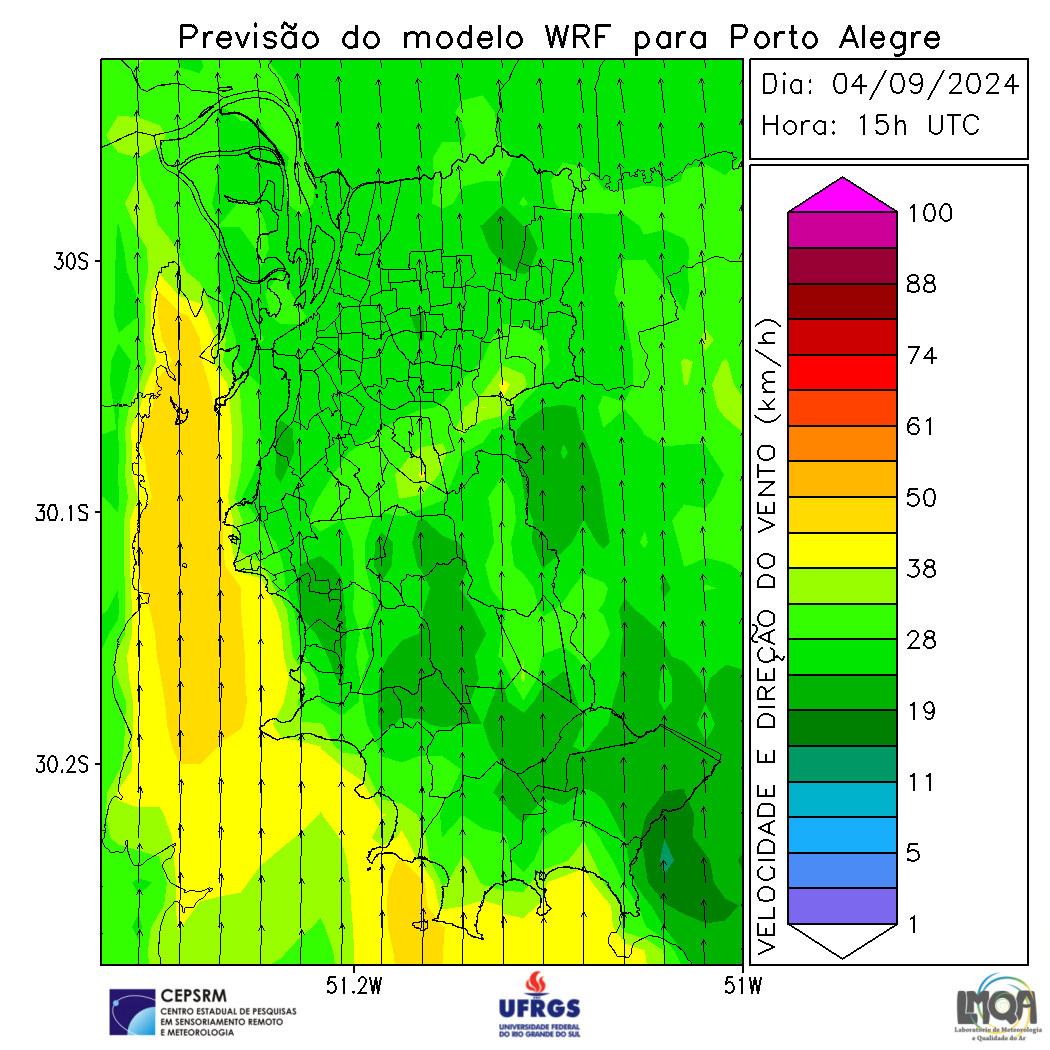 Previsão do modelo WRF para Porto Alegre
Dia: 04/09/2024
Hora: 15h UTC
30S
30.1S
30.2S
51.2W
51W
VELOCIDADE E DIREÇÃO DO VENTO (km/h)
100
88
74
61
50
38
28
19
11
5
1
CEPSRM
CENTRO ESTADUAL DE PESQUISAS
EM SENSORIAMENTO REMOTO
E METEOROLOGIA
UFRGS
UNIVERSIDADE FEDERAL
DO RIO GRANDE DO SUL
LMQA
Laboratório de Meteorologia
e Qualidade do Ar